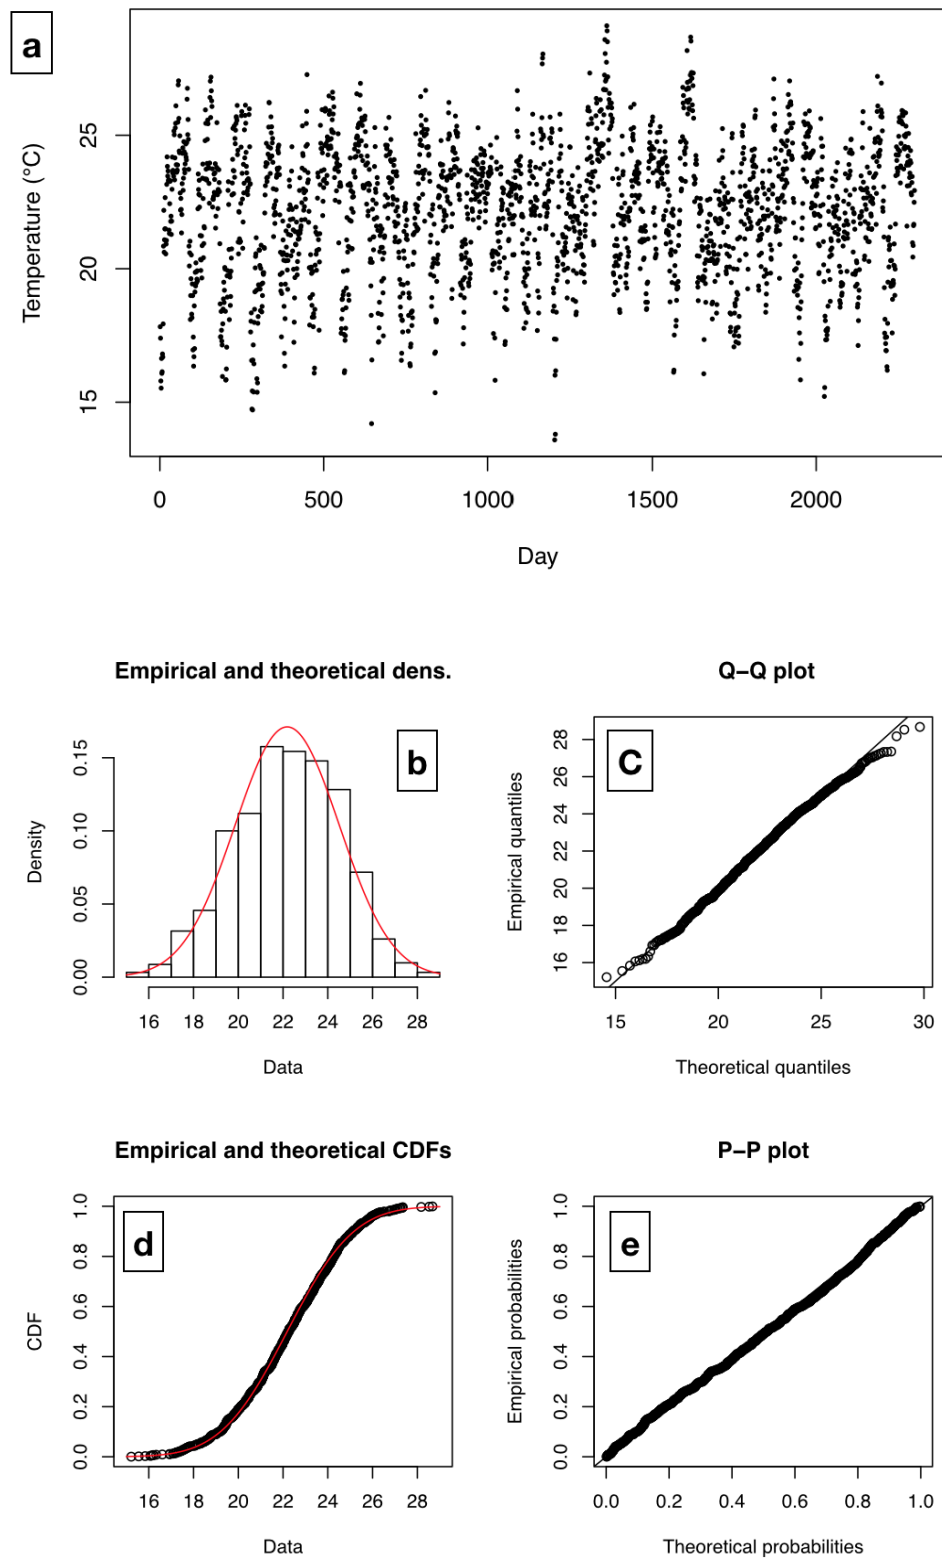 a
Temperature (°C)
25
20
15
0 500 1000 1500 2000
Day
Empirical and theoretical dens.
b
Density
0.15
0.10
0.05
0.00
16 18 20 22 24 26 28
Data
Q–Q plot
C
Empirical quantiles
28
26
24
22
20
18
16
15 20 25 30
Theoretical quantiles
Empirical and theoretical CDFs
d
CDF
1.0
0.8
0.6
0.4
0.2
0.0
16 18 20 22 24 26 28
Data
P–P plot
e
Empirical probabilities
1.0
0.8
0.6
0.4
0.2
0.0
0.0 0.2 0.4 0.6 0.8 1.0
Theoretical probabilities